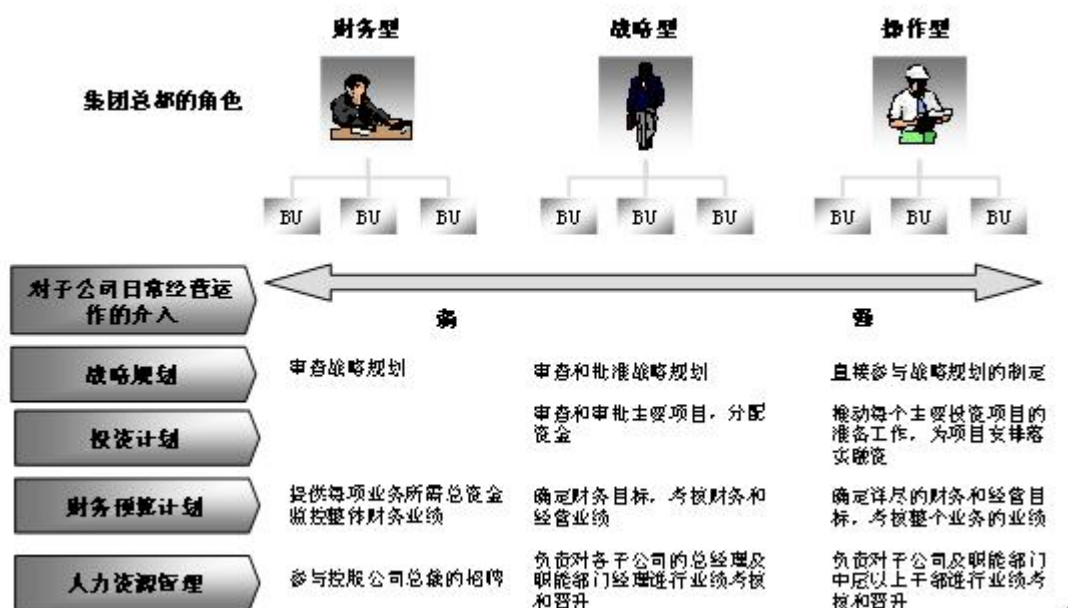 财务型 战略型 操作型
集团总部的角色
BU BU BU BU BU BU BU BU BU
对子公司日常经营运
作的介入
弱 强
战略规划 审查战略规划 审查和批准战略规划 直接参与战略规划的制定
投资计划 审查和审批主要项目，分配
资金
推动每个主要投资项目的
准备工作，为项目安排落
实融资
财务预算计划 提供每项业务所需总资金
监控整体财务业绩
确定财务目标，考核财务和
经营业绩
确定详尽的财务和经营目
标，考核整个业务的业绩
人力资源管理 参与控股公司总裁的招聘
负责对各子公司的总经理及
职能部门经理进行业绩考核
和晋升
负责对子公司及职能部门
中层以上干部进行业绩考
核和晋升